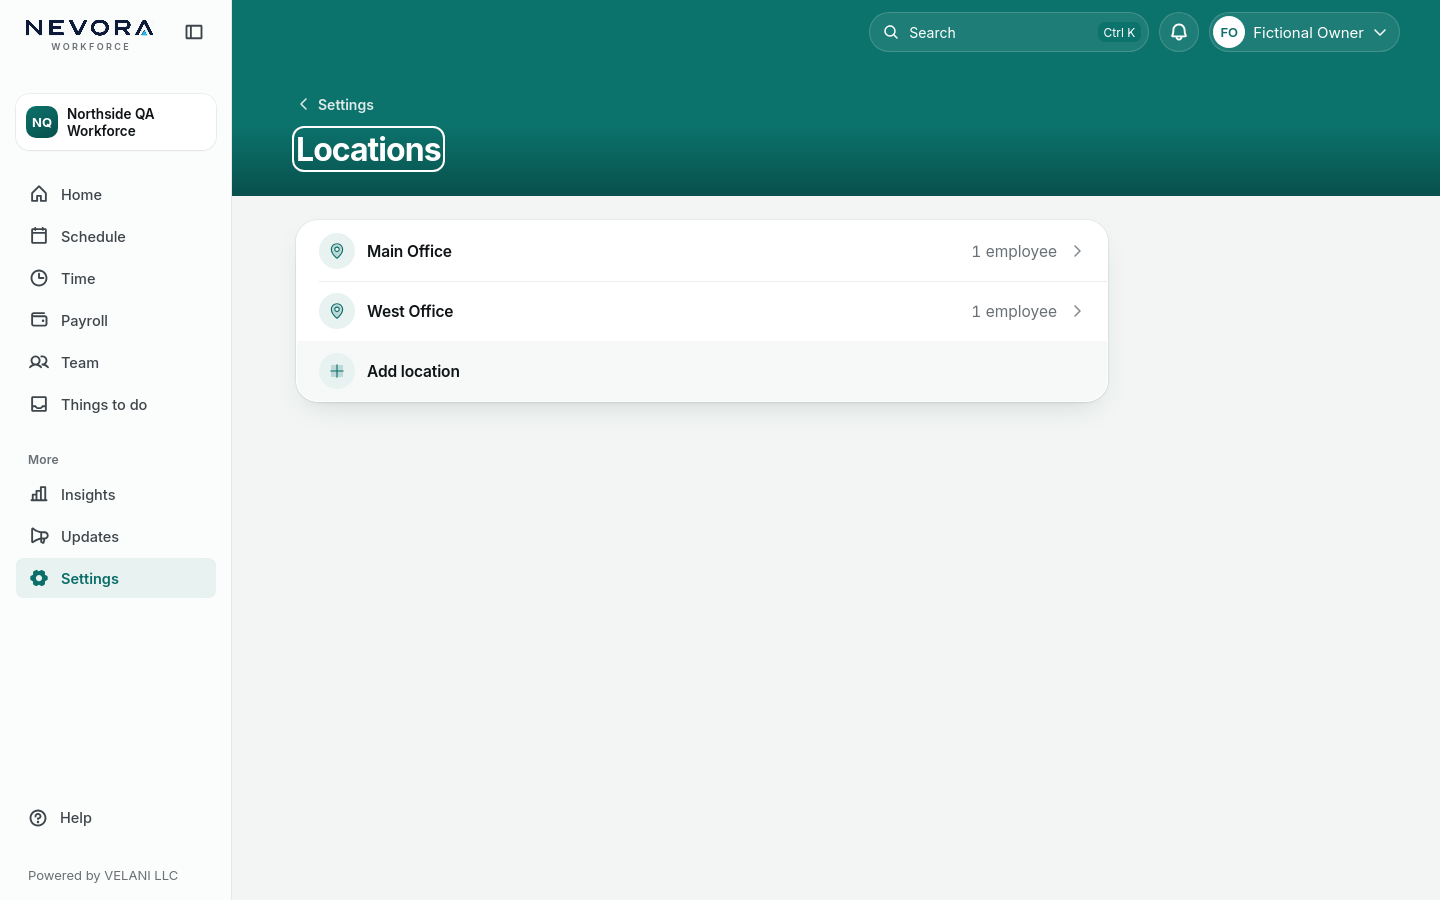 NEVORA
WORKFORCE
Search
Ctrl K
FO
Fictional Owner
NQ
Northside QA
Workforce
Home
Schedule
Time
Payroll
Team
Things to do
More
Insights
Updates
Settings
Help
Powered by VELANI LLC
Settings
Locations
Main Office
1 employee
West Office
1 employee
Add location